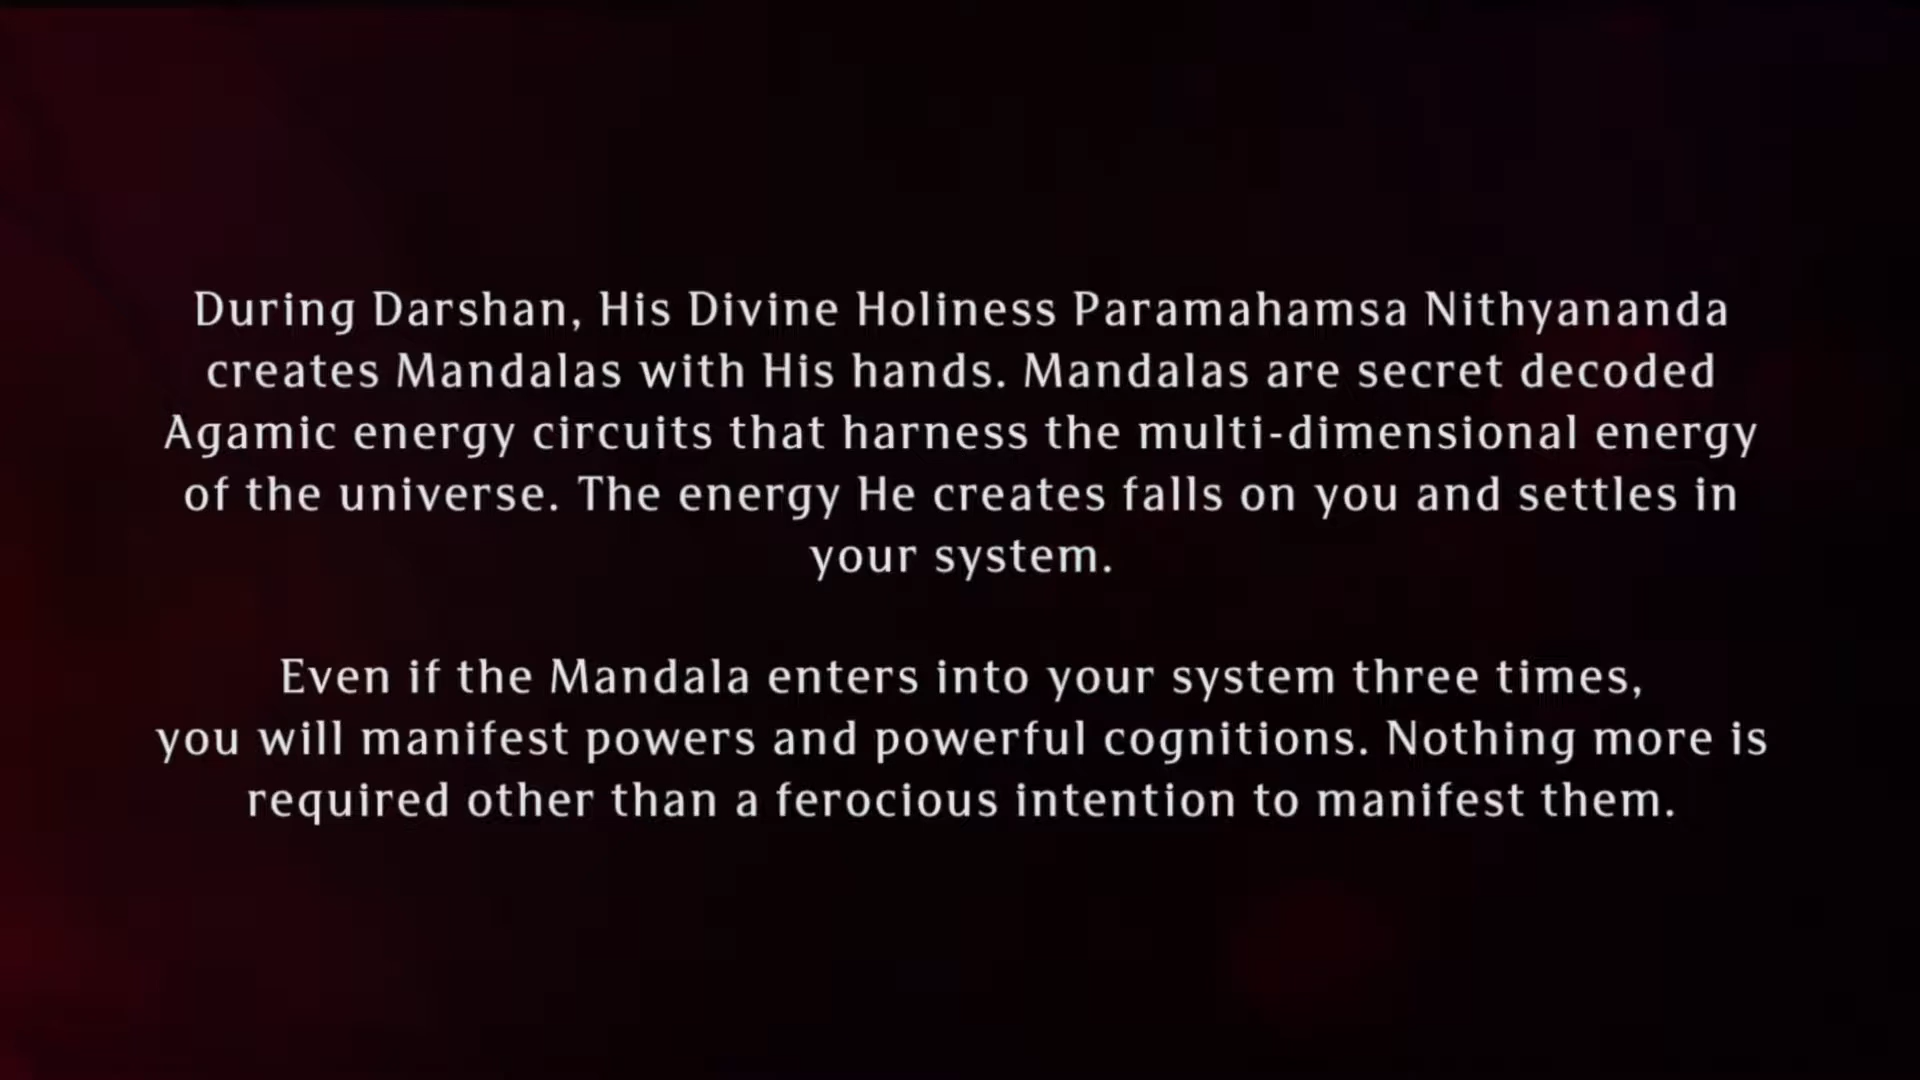 During Darshan, His Divine Holiness Paramahamsa Nithyananda
creates Mandalas with His hands. Mandalas are secret decoded
Agamic energy circuits that harness the multi-dimensional energy
of the universe. The energy He creates falls on you and settles in
your system.
Even if the Mandala enters into your system three times,
you will manifest powers and powerful cognitions. Nothing more is
required other than a ferocious intention to manifest them.